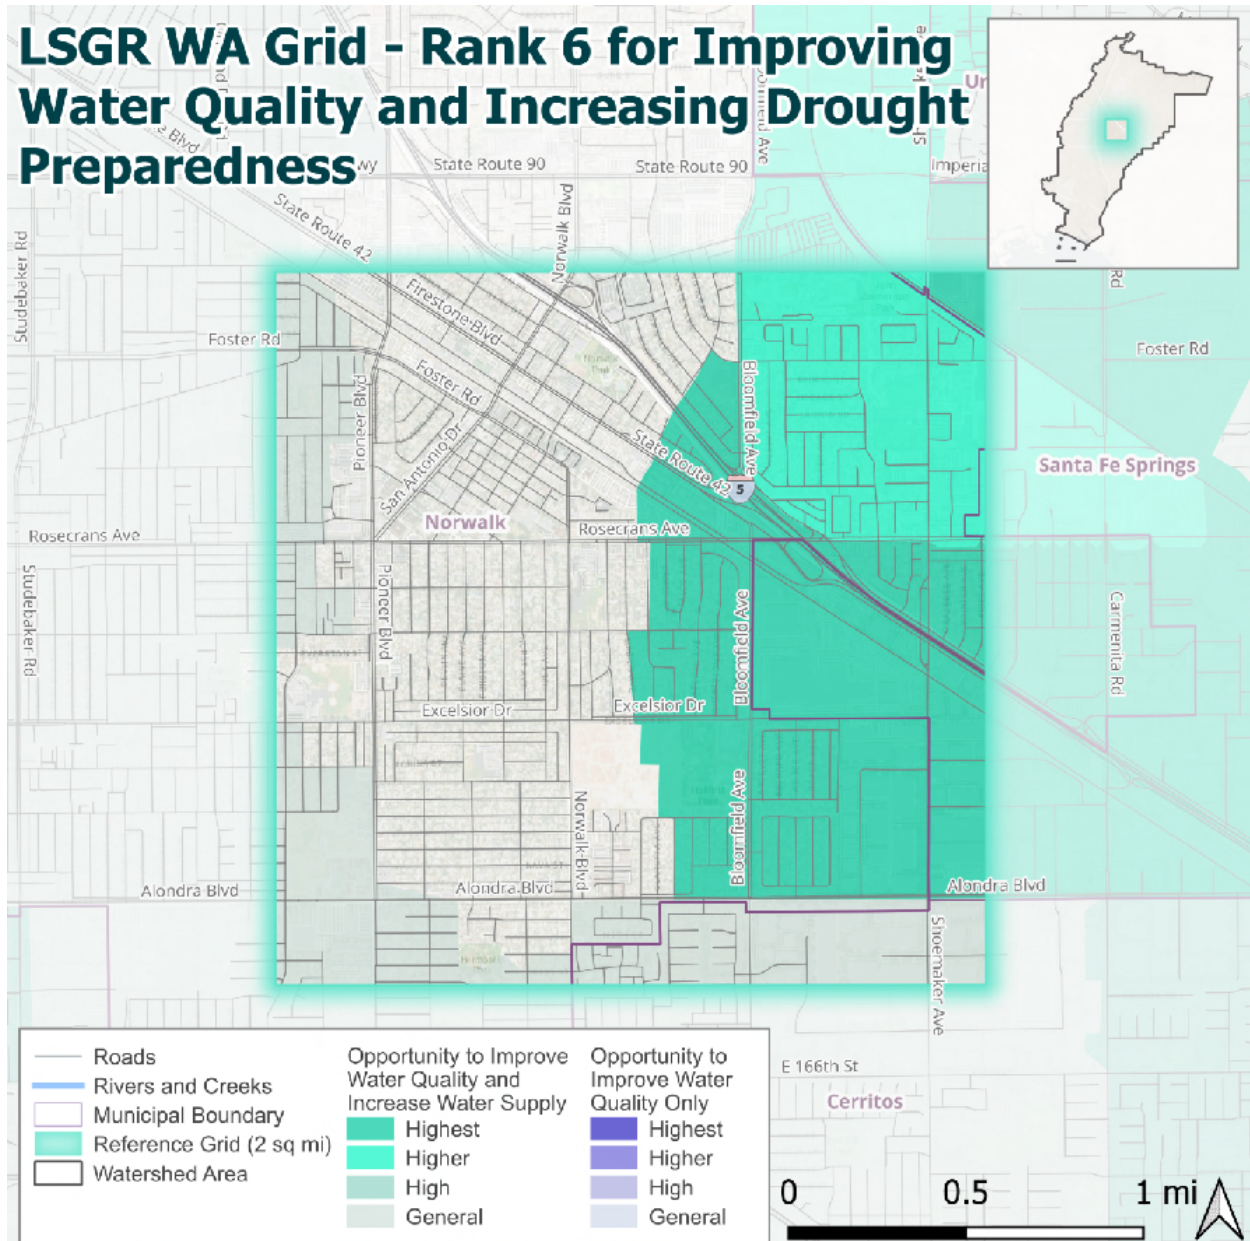 LSGR WA Grid - Rank 6 for Improving
Water Quality and Increasing Drought
Preparedness
State Route 90
State Route 90
Imperia
Bloomfield Ave
State Route 42
Norwalk Blvd
Studebaker Rd
Firestone Blvd
Foster Rd
Foster Rd
Rd
Foster Rd
Pioneer Blvd
San Antonio Dr
State Route 42
Bloomfield Ave
5
Santa Fe Springs
Norwalk
Rosecrans Ave
Rosecrans Ave
Studebaker Rd
Pioneer Blvd
Bloomfield Ave
Carmenita Rd
Excelsior Dr
Excelsior Dr
Norwalk Blvd
Bloomfield Ave
Alondra Blvd
Alondra Blvd
Alondra Blvd
Shoemaker Ave
E 166th St
Cerritos
Roads
Rivers and Creeks
Municipal Boundary
Reference Grid (2 sq mi)
Watershed Area
Opportunity to Improve
Water Quality and
Increase Water Supply
Highest
Higher
High
General
Opportunity to
Improve Water
Quality Only
Highest
Higher
High
General
0 0.5 1 mi